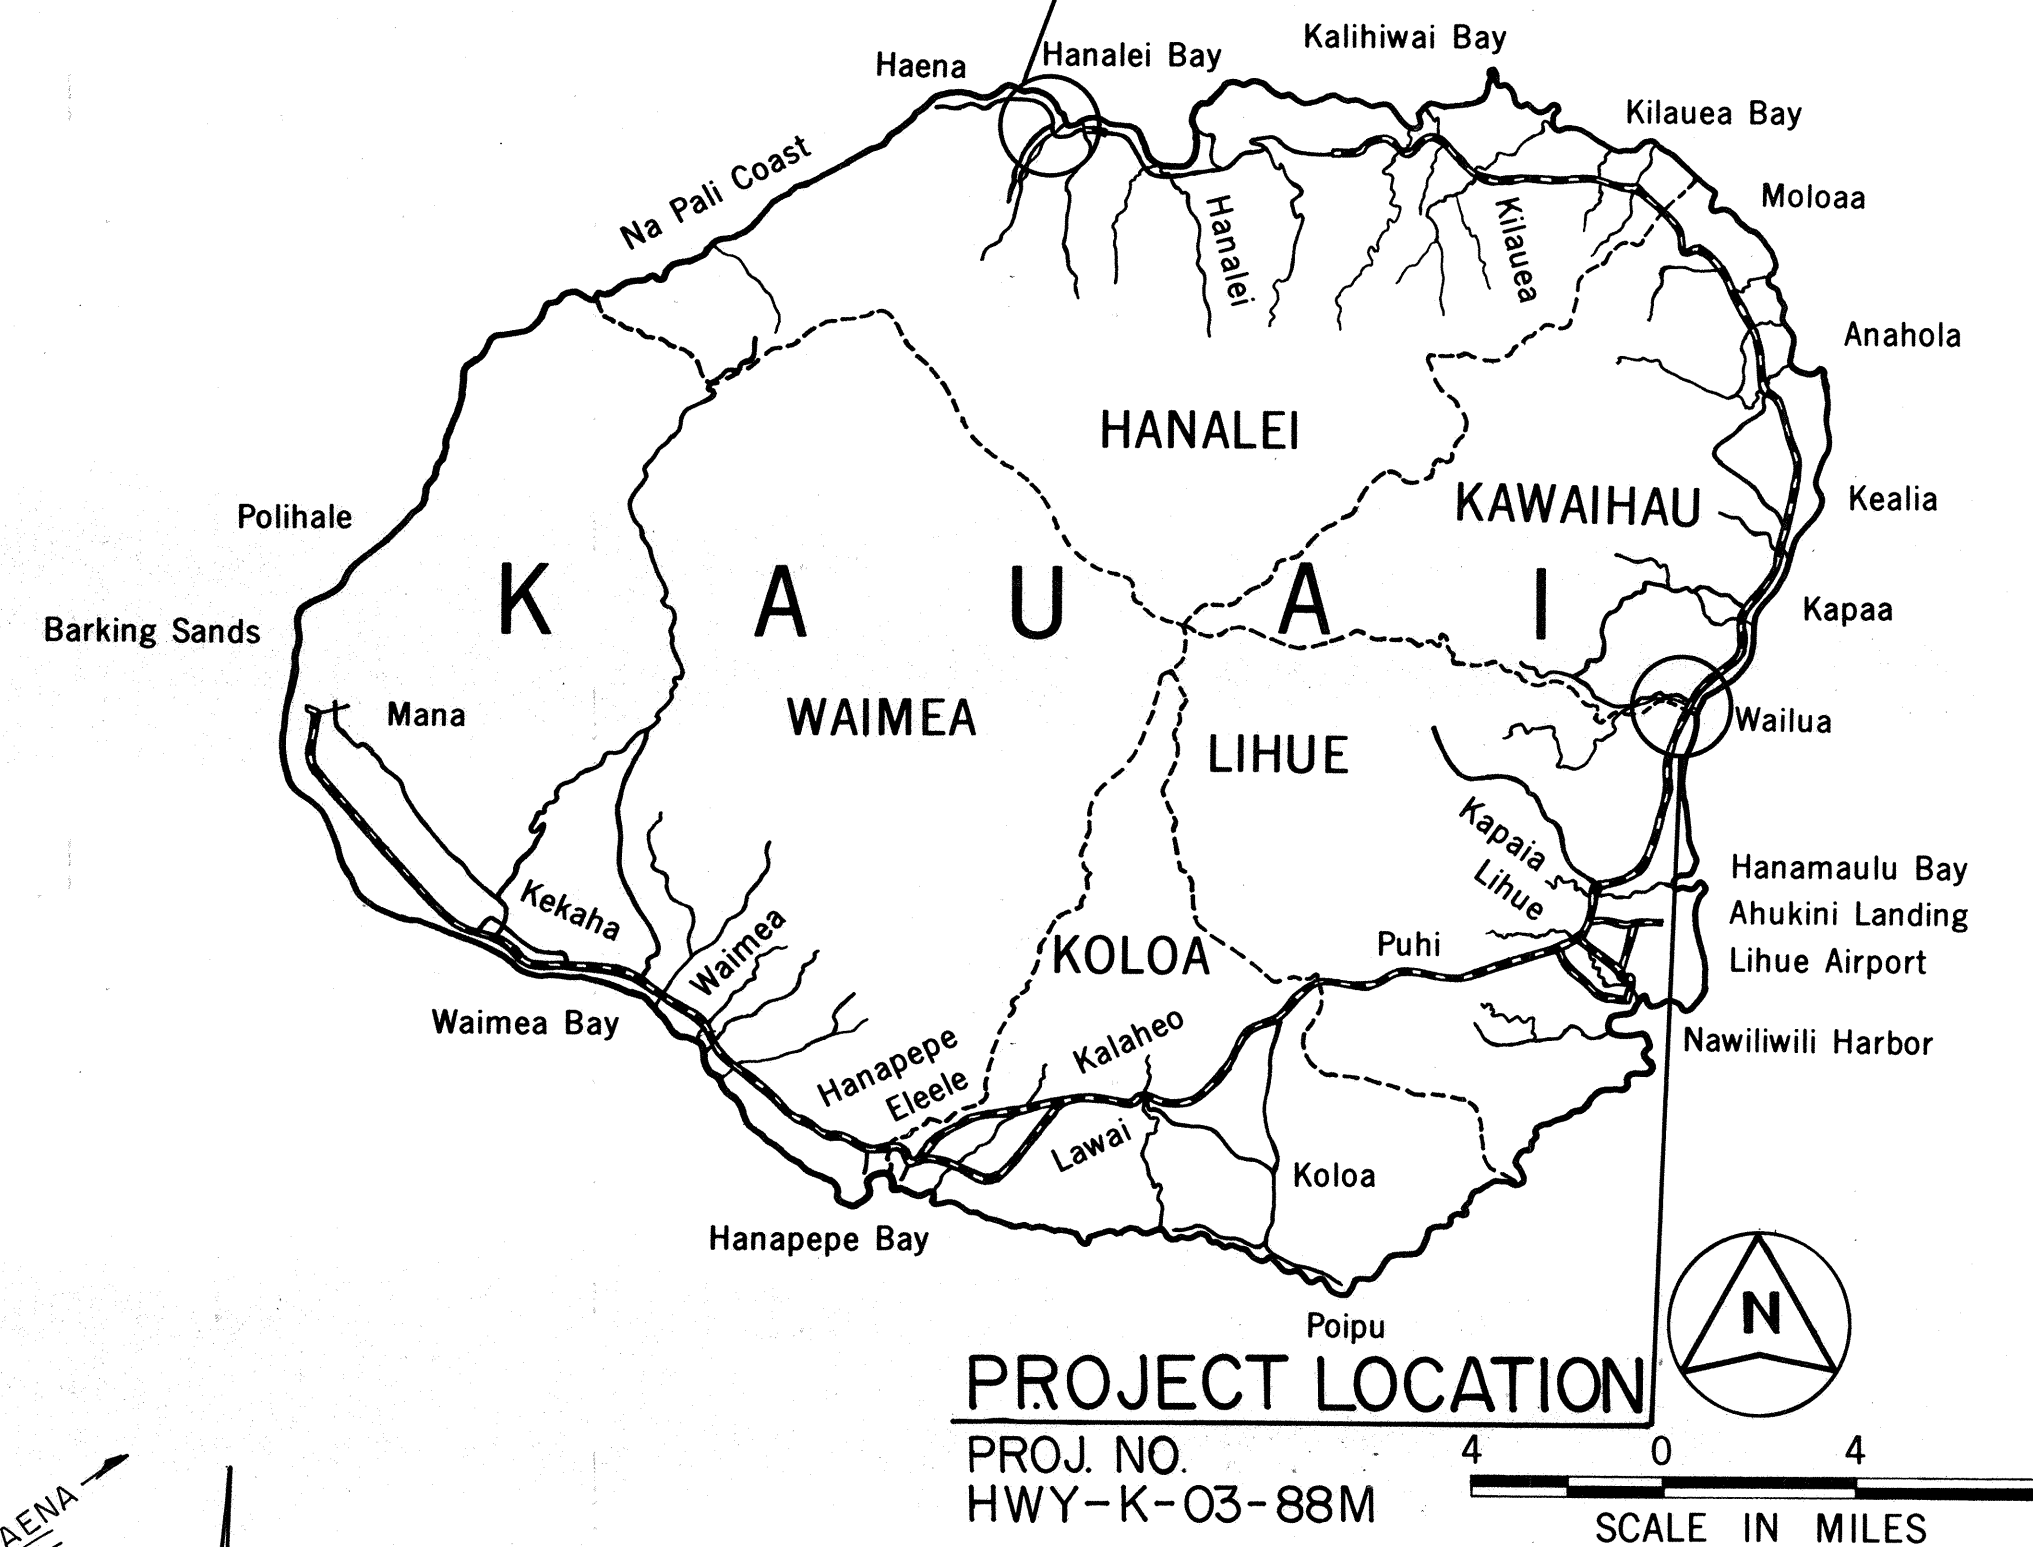 Kalihiwai Bay
Hanalei Bay
Haena
Kilauea Bay
Na Pali Coast
Moloaa
Hanalei
Kilauea
Anahola
HANALEI
KAWAIHAU
Kealia
Polihale
K A U A I
Kapaa
Barking Sands
Mana
WAIMEA
Wailua
LIHUE
Kapaia
Lihue
Hanamaulu Bay
Ahukini Landing
Lihue Airport
Kekaha
Waimea
KOLOA
Puhi
Waimea Bay
Nawiliwili Harbor
Kalaheo
Hanapepe
Eleele
Lawai
Koloa
Hanapepe Bay
Poipu
N
PROJECT LOCATION
PROJ. NO.
HWY-K-03-88M
4 0 4
SCALE IN MILES
AENA